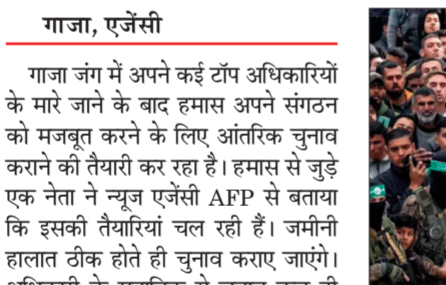 गाजा, एजेंसी
गाजा जंग में अपने कई टॉप अधिकारियों
के मारे जाने के बाद हमास अपने संगठन
को मजबूत करने के लिए आंतरिक चुनाव
कराने की तैयारी कर रहा है। हमास से जुड़े
एक नेता ने न्यूज एजेंसी AFP से बताया
कि इसकी तैयारियां चल रही हैं। जमीनी
हालात ठीक होते ही चुनाव कराए जाएंगे।